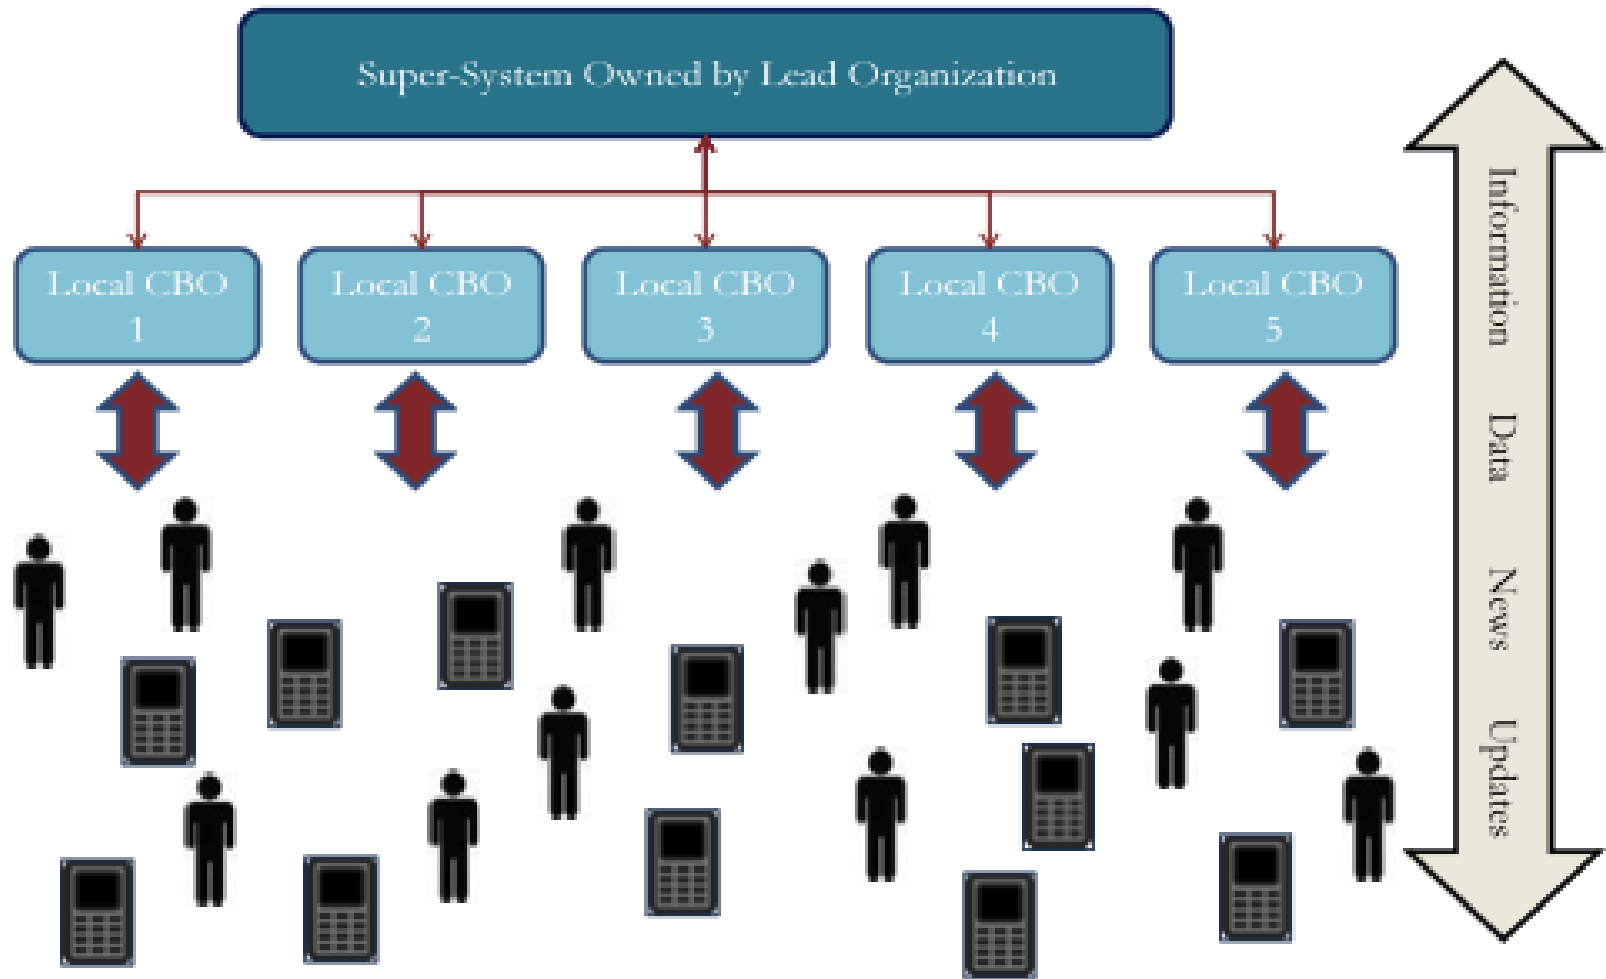 Super-System Owned by Lead Organization
Local CBO
1
Local CBO
2
Local CBO
3
Local CBO
4
Local CBO
5
Information Data News Updates